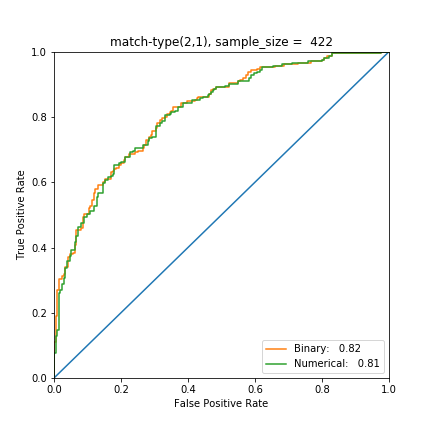 match-type(2,1), sample_size =  422
True Positive Rate
1.0
0.8
0.6
0.4
0.2
0.0
0.0 0.2 0.4 0.6 0.8 1.0
False Positive Rate
Binary:   0.82
Numerical:   0.81